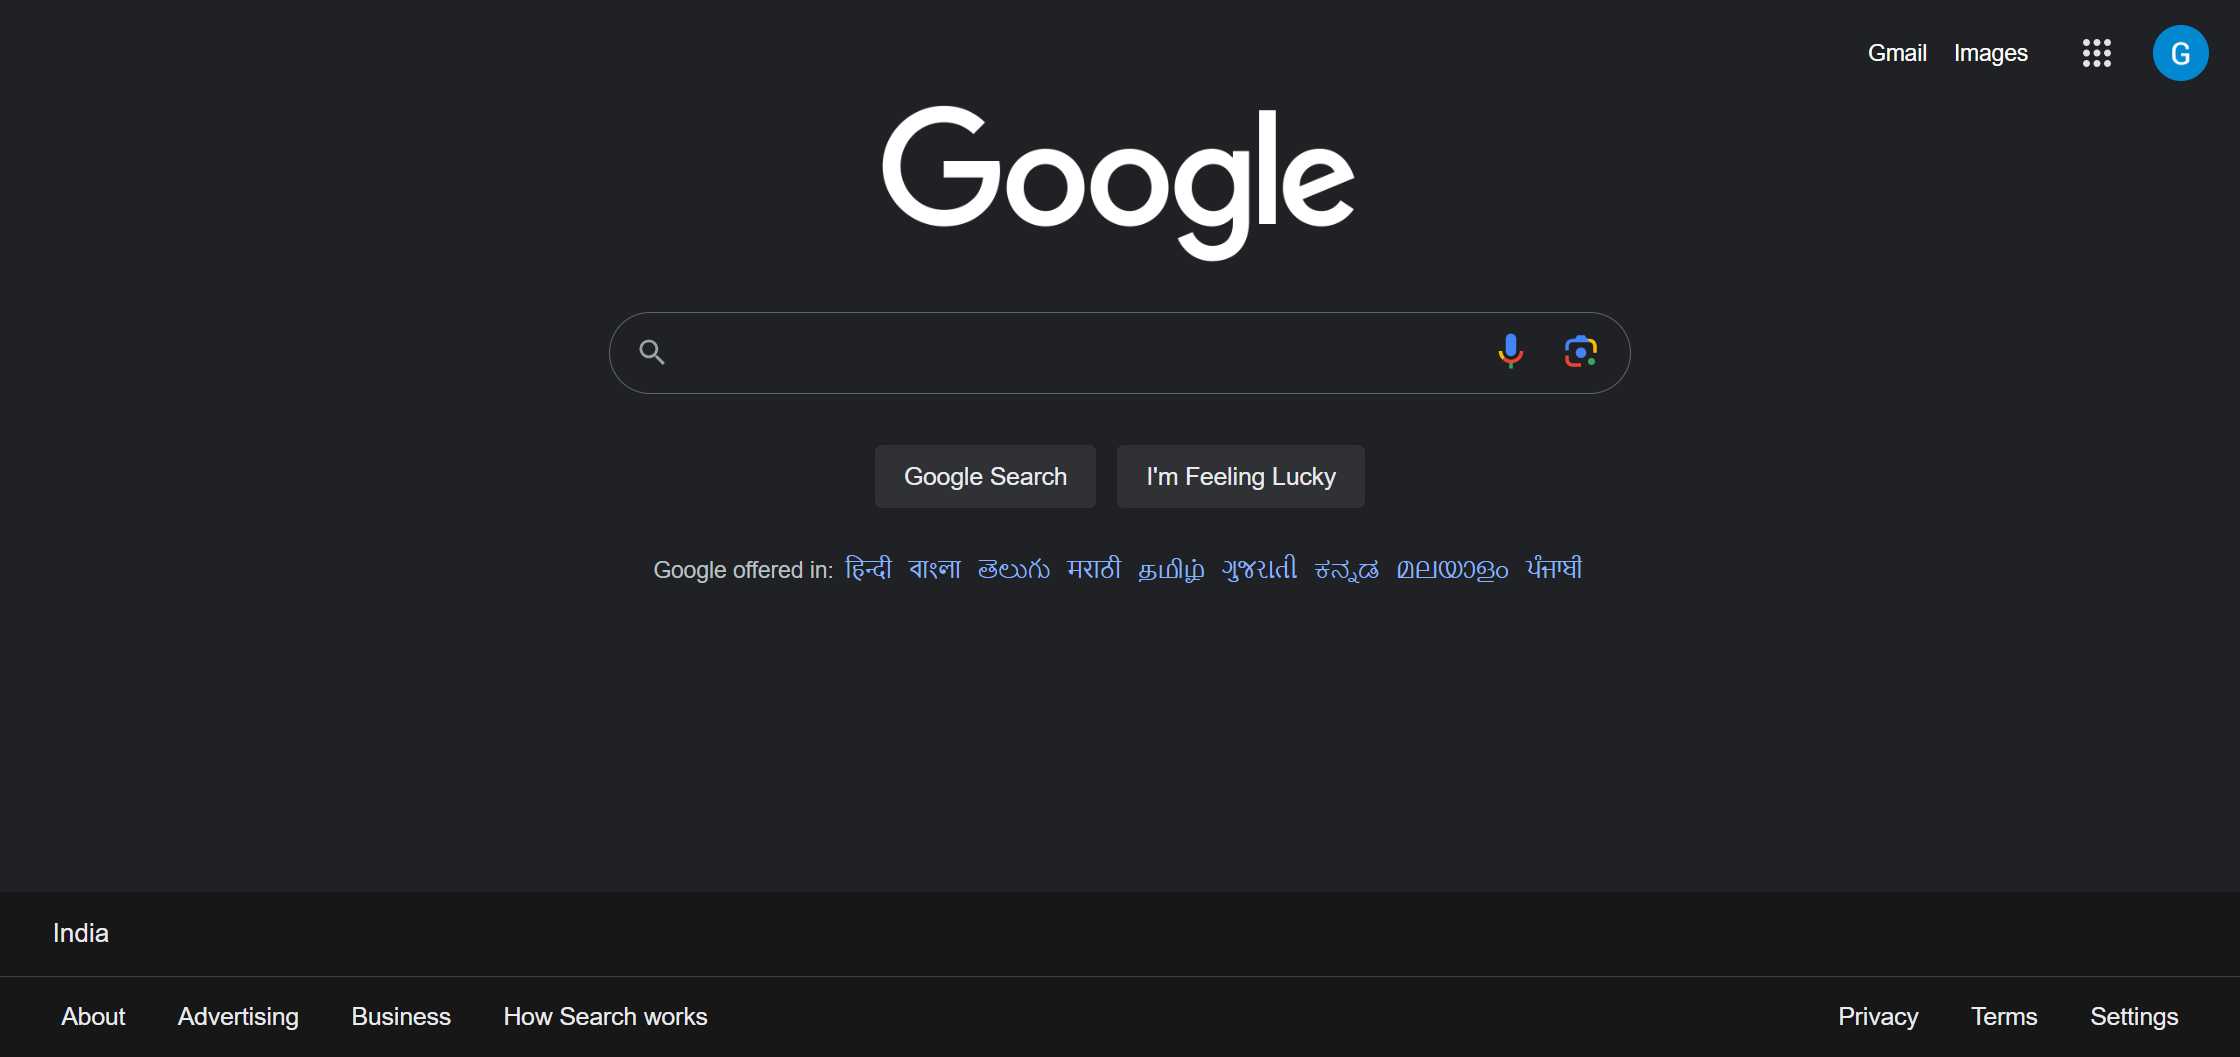 Gmail Images G
Google
Google Search I'm Feeling Lucky
Google offered in: हिन्दी বাংলা తెలుగు मराठी தமிழ் ગુજરાતી ಕನ್ನಡ മലയാളം ਪੰਜਾਬੀ
India
About Advertising Business How Search works Privacy Terms Settings